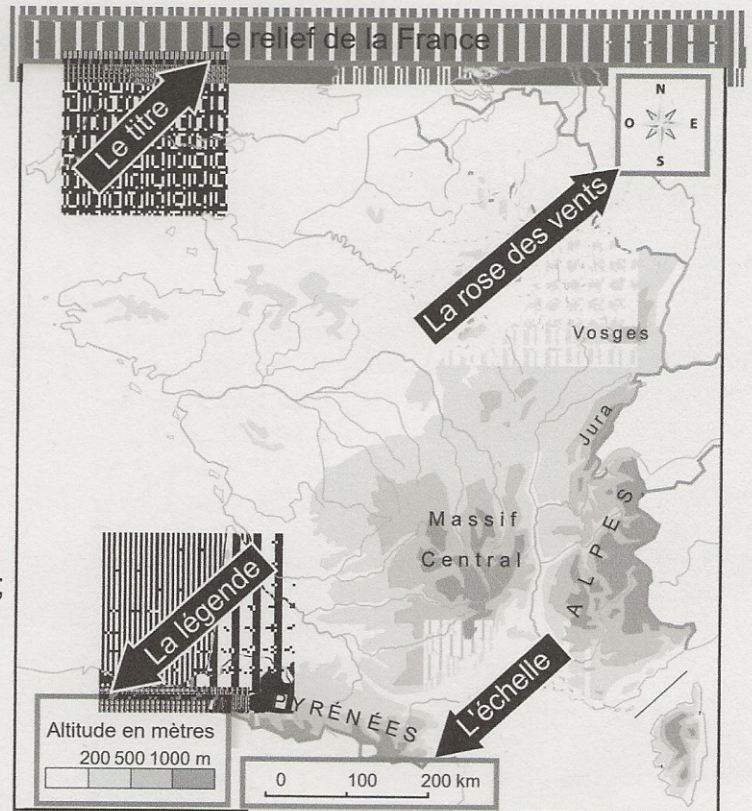 Le relief de la France
Le titre
N
O E
S
La rose des vents
Vosges
Jura
Massif
Central
ALPES
La légende
L'échelle
PYRÉNÉES
Altitude en mètres
200 500 1000 m
0 100 200 km